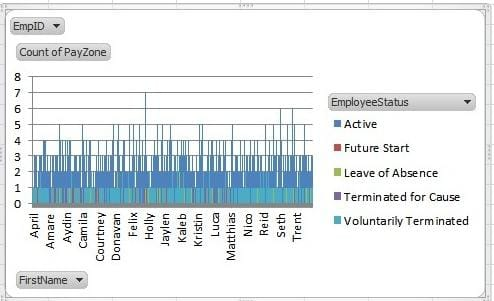 EmpID
Count of PayZone
8
7
6
5
4
3
2
1
0
April
Amare
Aydin
Camila
Courtney
Donavan
Felix
Holly
Jaylen
Kaleb
Kristin
Luca
Matthias
Nico
Reid
Seth
Trent
EmployeeStatus
Active
Future Start
Leave of Absence
Terminated for Cause
Voluntarily Terminated
FirstName